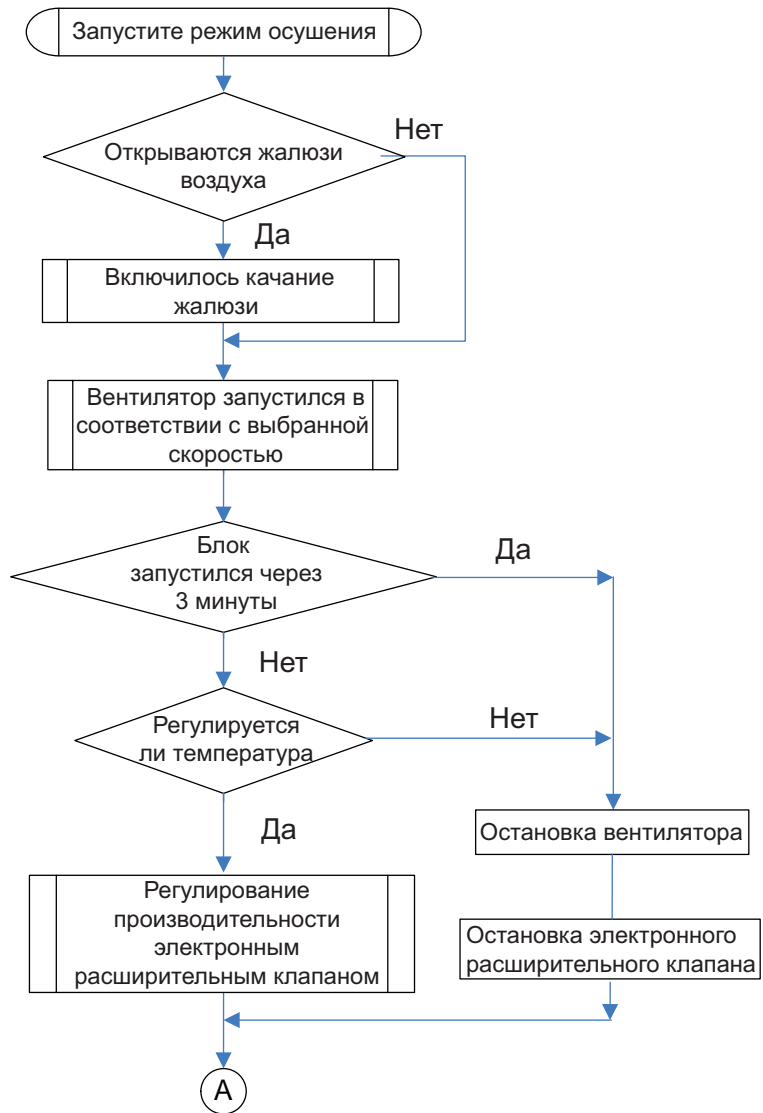 Запустите режим осушения
Нет
Открываются жалюзи
воздуха
Да
Включилось качание
жалюзи
Вентилятор запустился в
соответствии с выбранной
скоростью
Блок
запустился через
3 минуты
Да
Нет
Регулируется
ли температура
Нет
Да
Остановка вентилятора
Регулирование
производительности
электронным
расширительным клапаном
Остановка электронного
расширительного клапана
A